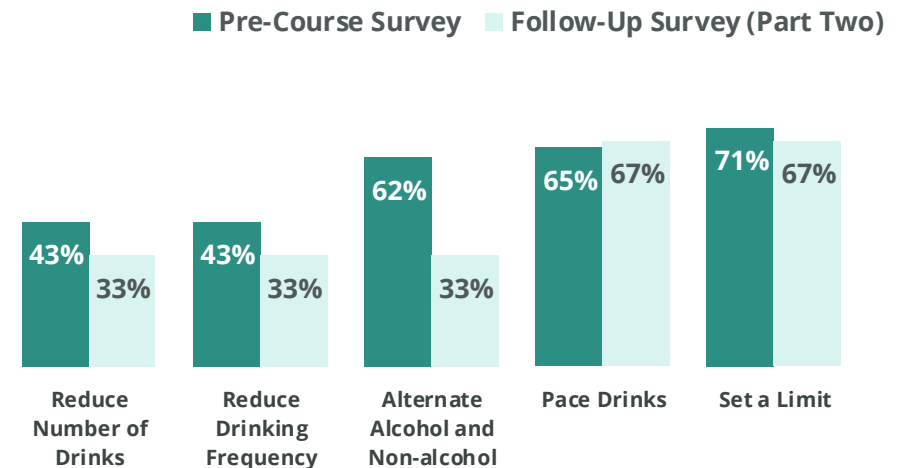 Pre-Course Survey Follow-Up Survey (Part Two)
43%
33%
43%
33%
62%
33%
65%
67%
71%
67%
Reduce
Number of
Drinks
Reduce
Drinking
Frequency
Alternate
Alcohol and
Non-alcohol
Pace Drinks
Set a Limit